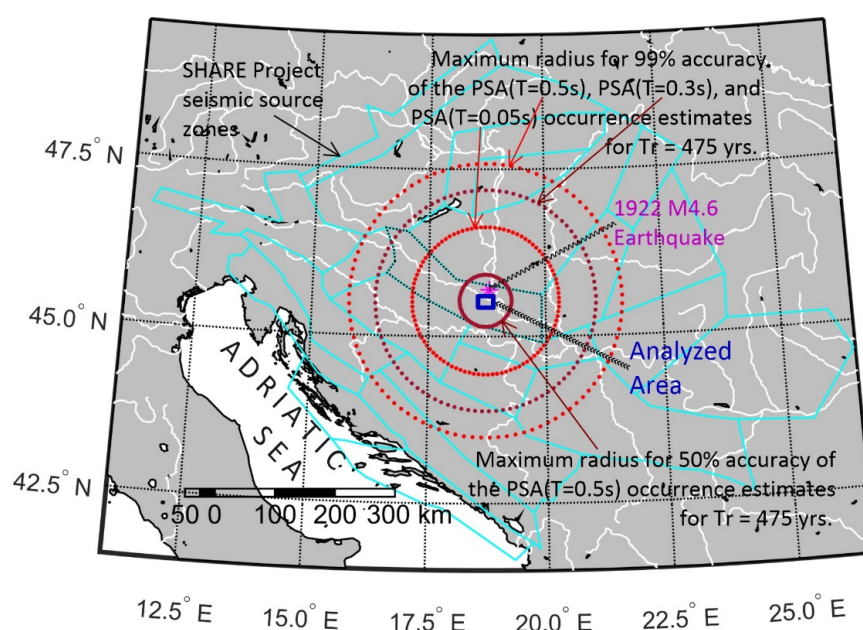 Maximum radius for 99% accuracy
of the PSA(T=0.5s), PSA(T=0.3s), and
PSA(T=0.05s) occurrence estimates
for Tr = 475 yrs.
SHARE Project
seismic source
zones
47.5° N
1922 M4.6
Earthquake
45.0° N
Analyzed
Area
ADRIATIC
SEA
Maximum radius for 50% accuracy of
the PSA(T=0.5s) occurrence estimates
for Tr = 475 yrs.
42.5° N
50 0 100 200 300 km
12.5° E 15.0° E 17.5° E 20.0° E 22.5° E 25.0° E